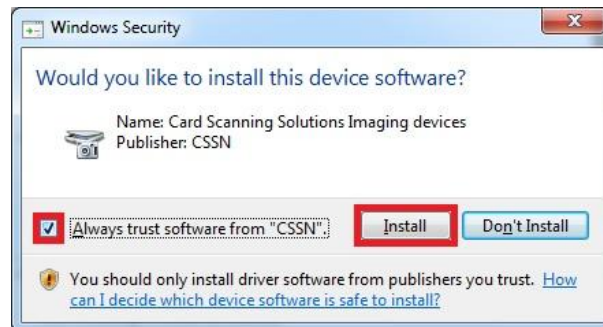 Windows Security
Would you like to install this device software?
Name: Card Scanning Solutions Imaging devices
Publisher: CSSN
Always trust software from "CSSN". Install Don't Install
You should only install driver software from publishers you trust. How
can I decide which device software is safe to install?